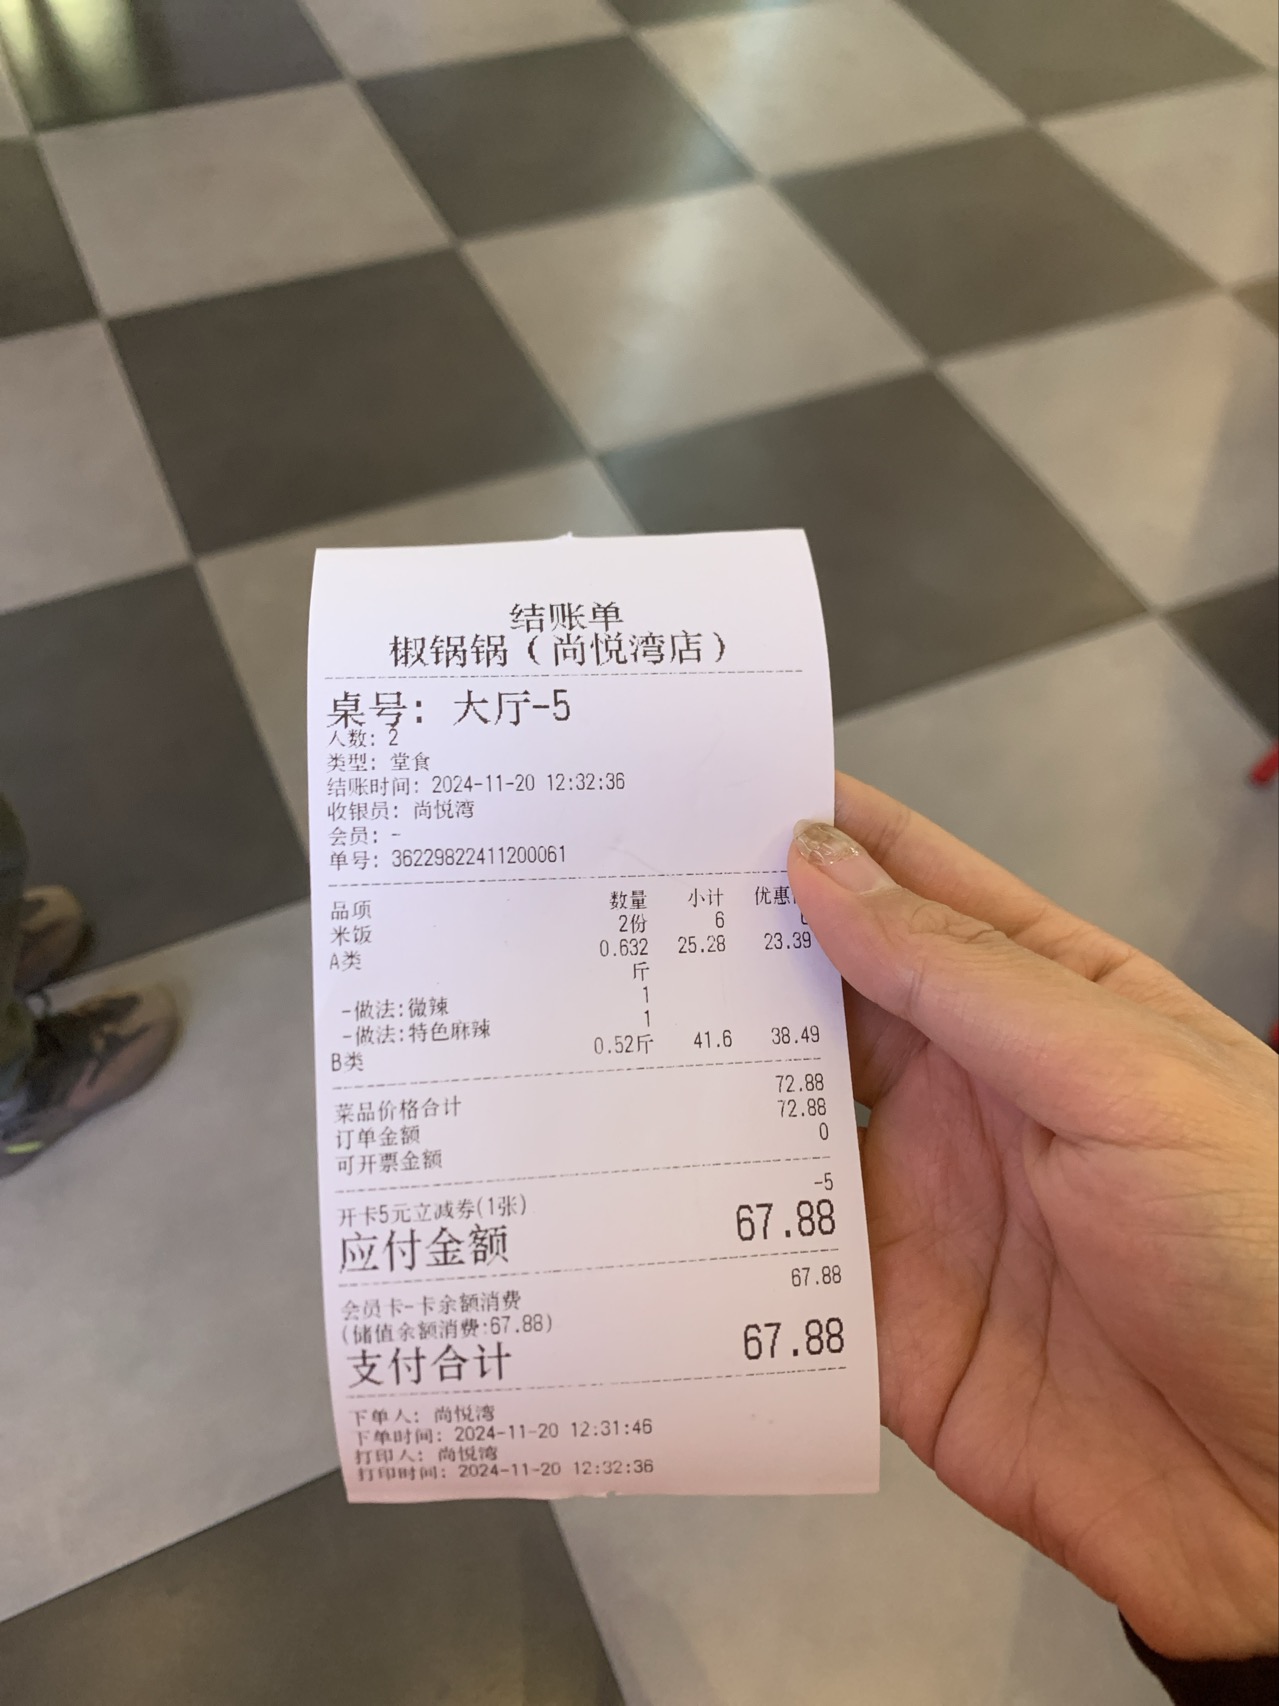 结账单
椒锅锅（尚悦湾店）
桌号: 大厅-5
人数: 2
类型: 堂食
结账时间: 2024-11-20 12:32:36
收银员: 尚悦湾
会员: -
单号: 36229822411200061
品项 数量 小计 优惠
米饭 2份 6
A类 0.632斤 25.28 23.39
-做法:微辣 1
-做法:特色麻辣 1
B类 0.52斤 41.6 38.49
菜品价格合计 72.88
订单金额 72.88
可开票金额 0
开卡5元立减券(1张) -5
应付金额 67.88
会员卡-卡余额消费 67.88
(储值余额消费:67.88)
支付合计 67.88
下单人: 尚悦湾
下单时间: 2024-11-20 12:31:46
打印人: 尚悦湾
打印时间: 2024-11-20 12:32:36